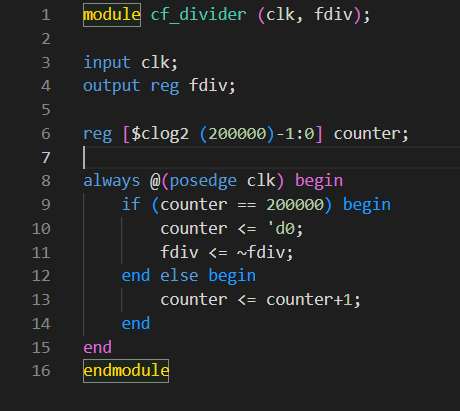 1 module cf_divider (clk, fdiv);
2
3 input clk;
4 output reg fdiv;
5
6 reg [$clog2 (200000)-1:0] counter;
7
8 always @(posedge clk) begin
9     if (counter == 200000) begin
10         counter <= 'd0;
11         fdiv <= ~fdiv;
12     end else begin
13         counter <= counter+1;
14     end
15 end
16 endmodule